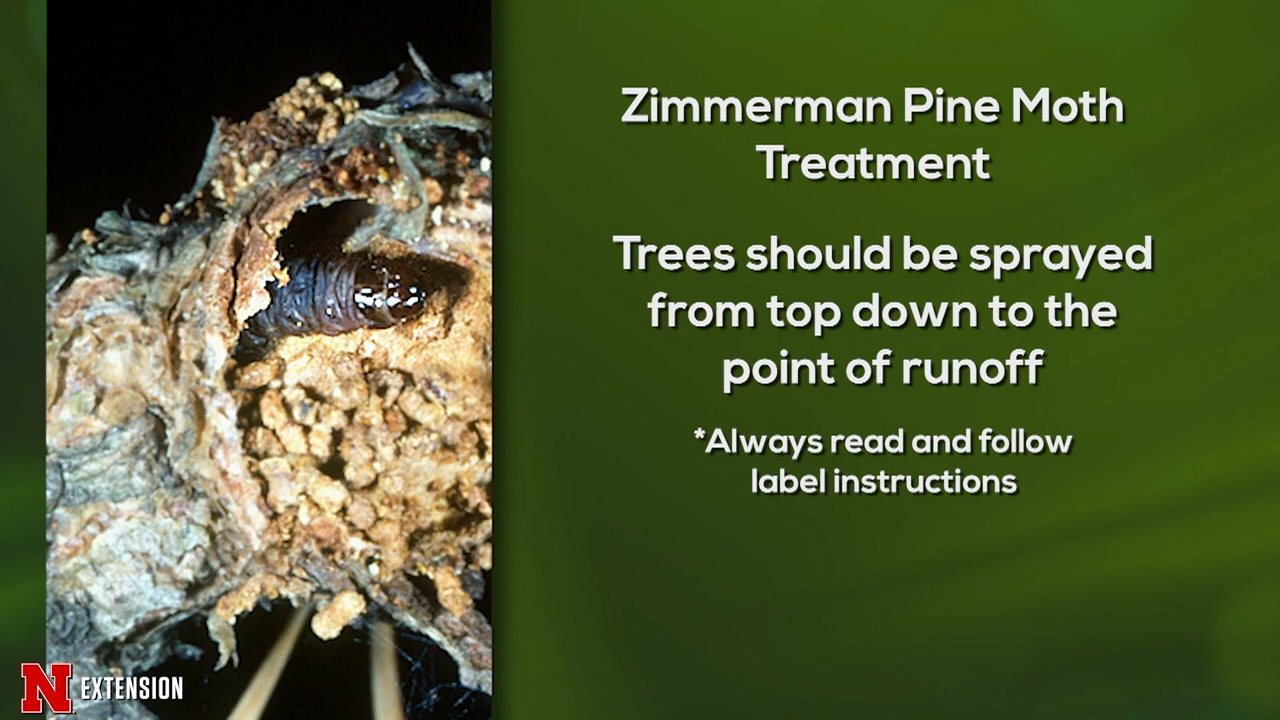 Zimmerman Pine Moth
Treatment
Trees should be sprayed
from top down to the
point of runoff
*Always read and follow
label instructions
N EXTENSION